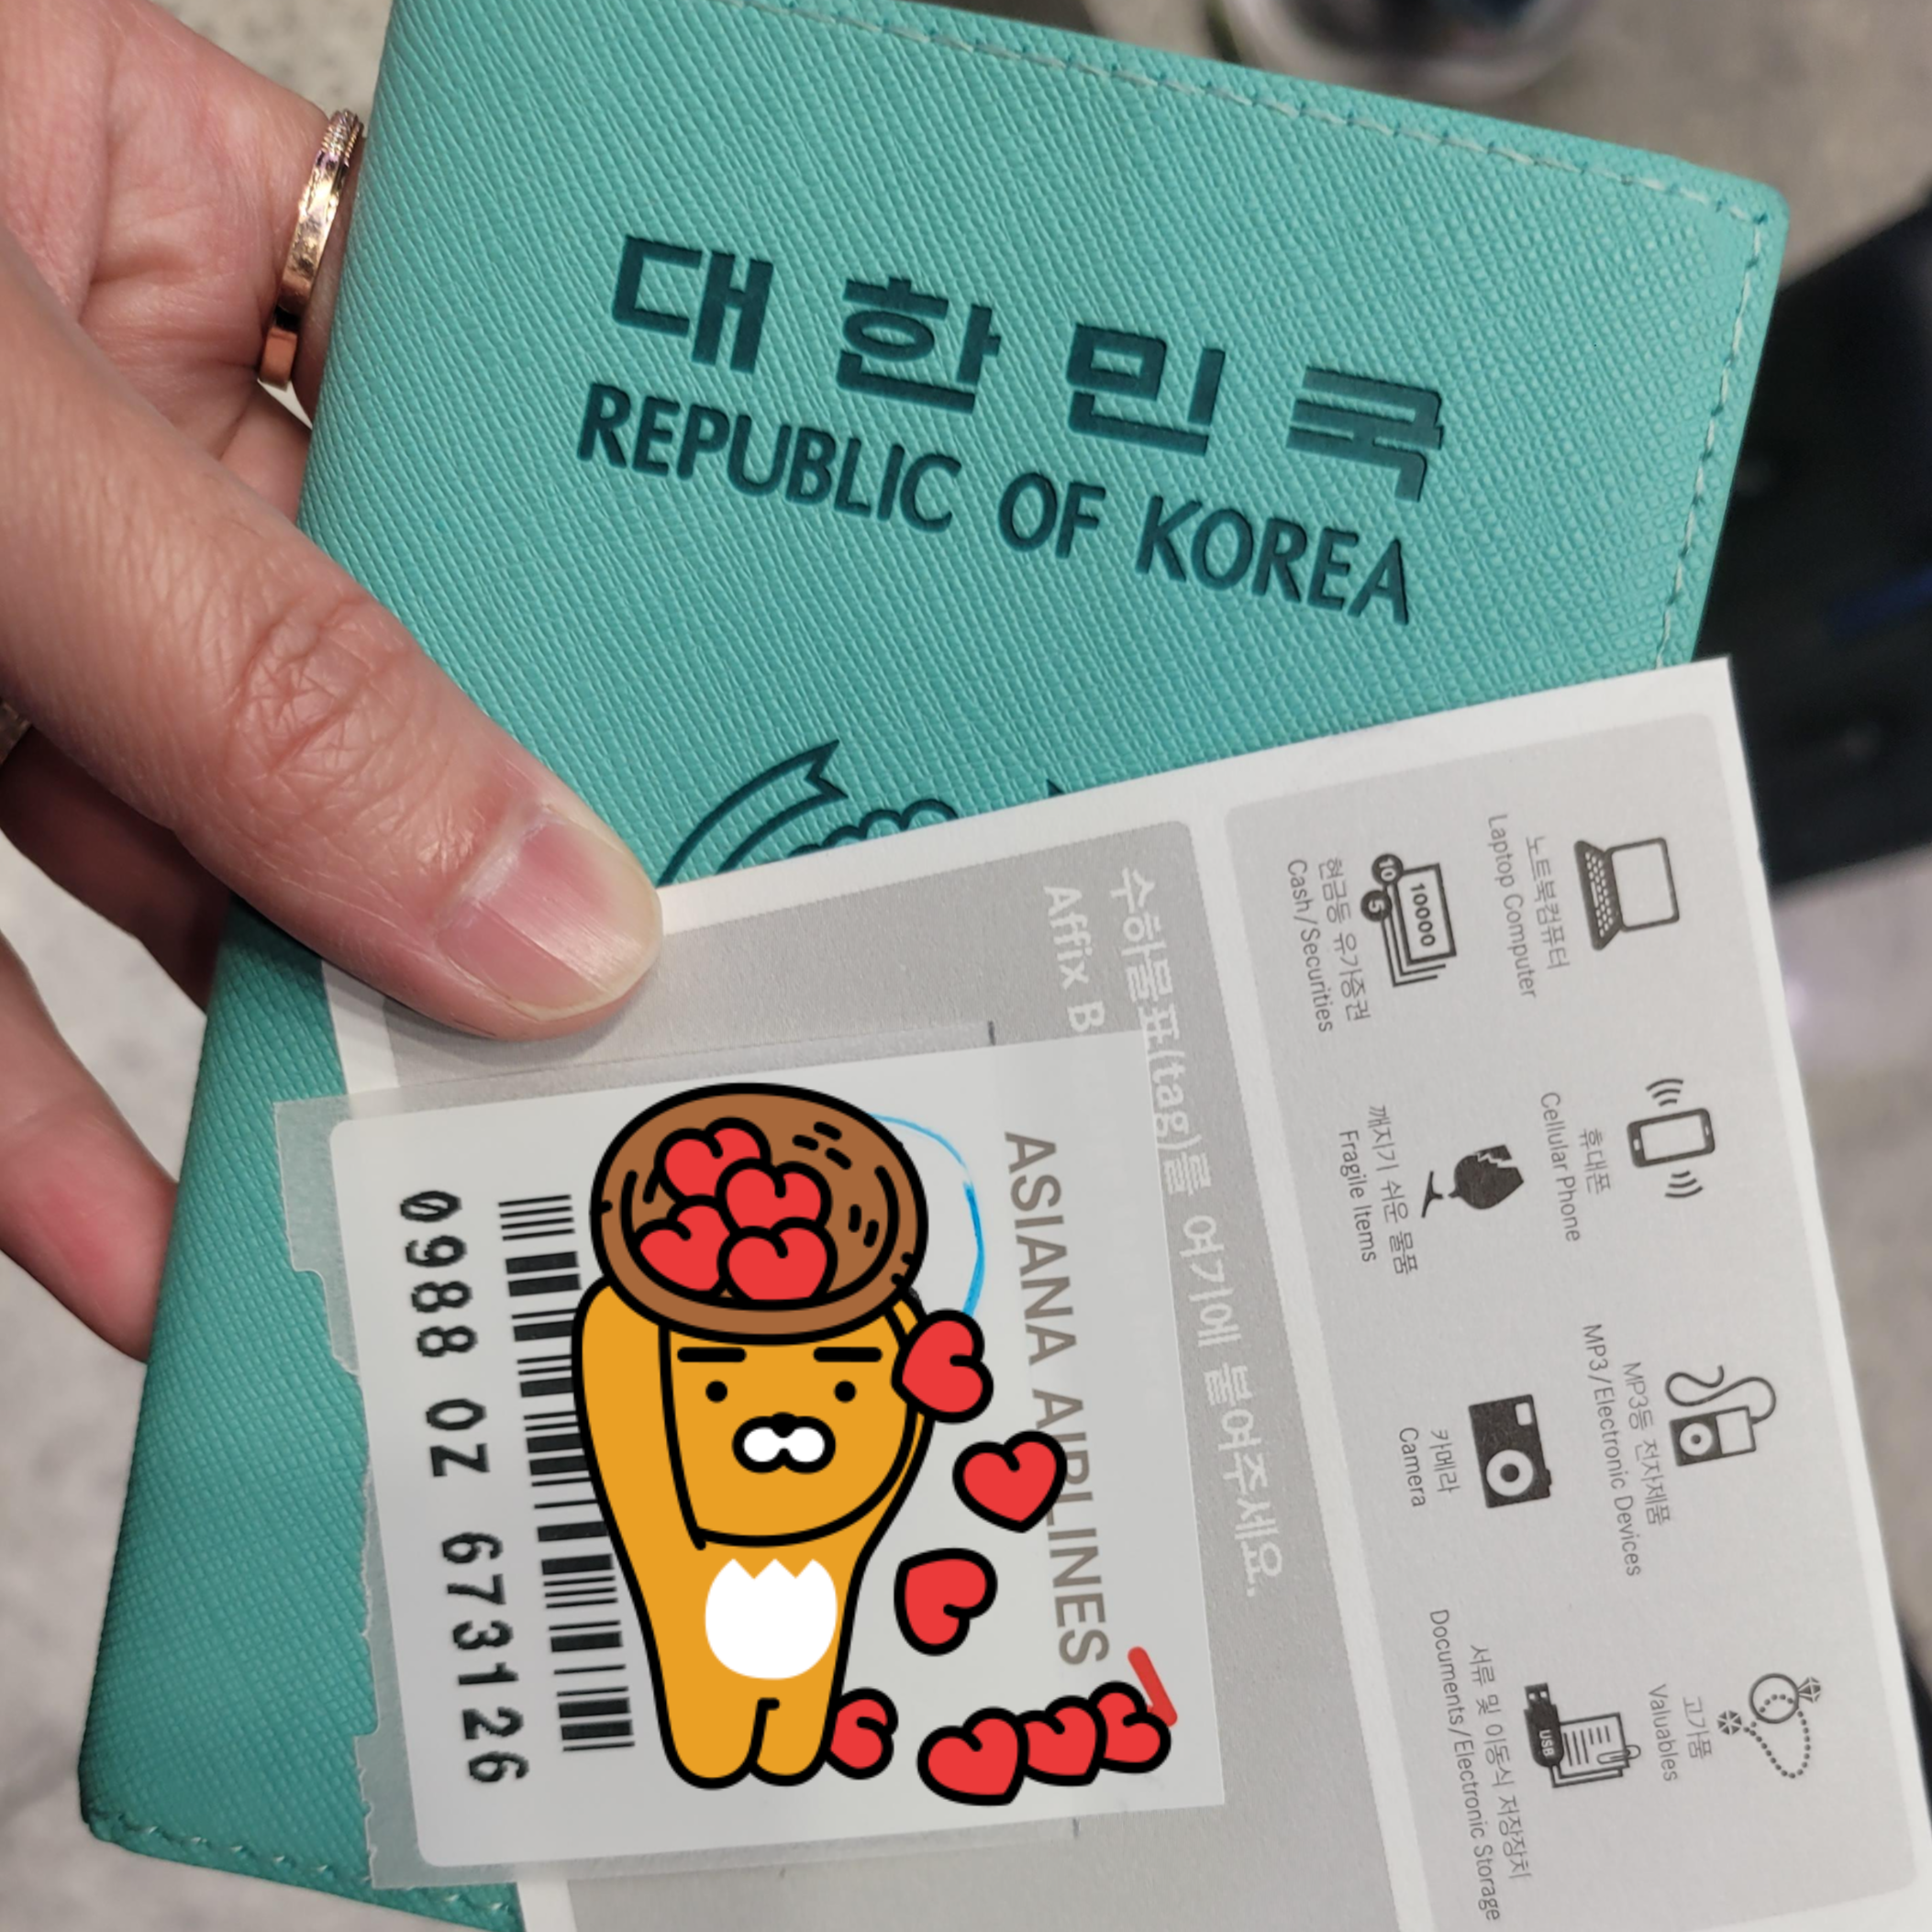 대한민국
REPUBLIC OF KOREA
수하물표(tag)를 여기에 붙여주세요.
Affix B
ASIANA AIRLINES
0988 OZ 673126
노트북컴퓨터
Laptop Computer
휴대폰
Cellular Phone
MP3등 전자제품
MP3/Electronic Devices
고가품
Valuables
현금등 유가증권
Cash/Securities
10000
10
5
깨지기 쉬운 물품
Fragile Items
카메라
Camera
서류 및 이동식 저장장치
Documents/Electronic Storage
USB